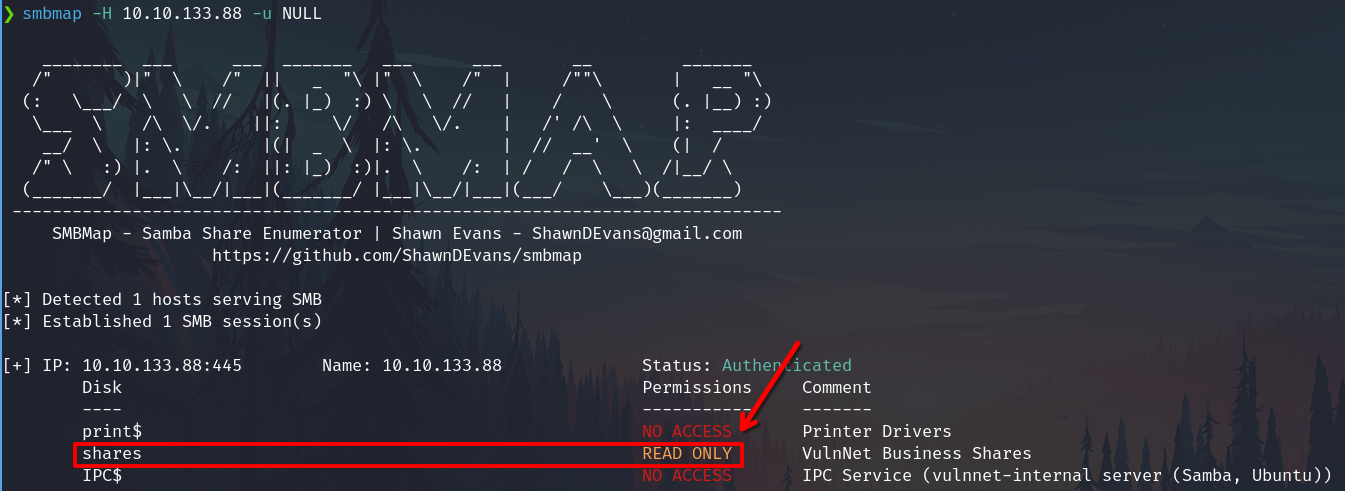 ❯ smbmap -H 10.10.133.88 -u NULL
SMBMAP
SMBMap - Samba Share Enumerator | Shawn Evans - ShawnDEvans@gmail.com
https://github.com/ShawnDEvans/smbmap
[*] Detected 1 hosts serving SMB
[*] Established 1 SMB session(s)
[+] IP: 10.10.133.88:445 Name: 10.10.133.88 Status: Authenticated
Disk Permissions Comment
---- ----------- -------
print$ NO ACCESS Printer Drivers
shares READ ONLY VulnNet Business Shares
IPC$ NO ACCESS IPC Service (vulnnet-internal server (Samba, Ubuntu))